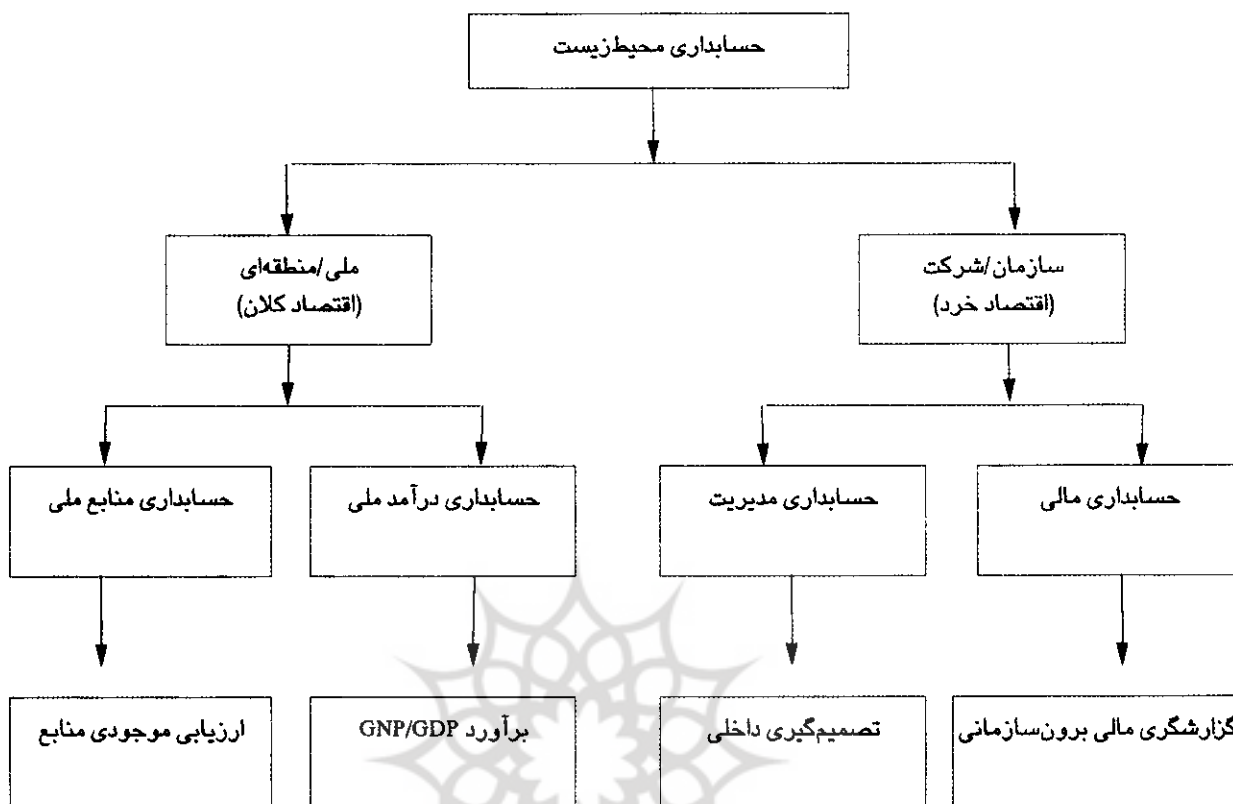 حسابداری محیط‌زیست
سازمان/شرکت
(اقتصاد خرد)
ملی/منطقه‌ای
(اقتصاد کلان)
حسابداری مالی
حسابداری مدیریت
حسابداری درآمد ملی
حسابداری منابع ملی
گزارشگری مالی برون‌سازمانی
تصمیم‌گیری داخلی
برآورد GNP/GDP
ارزیابی موجودی منابع